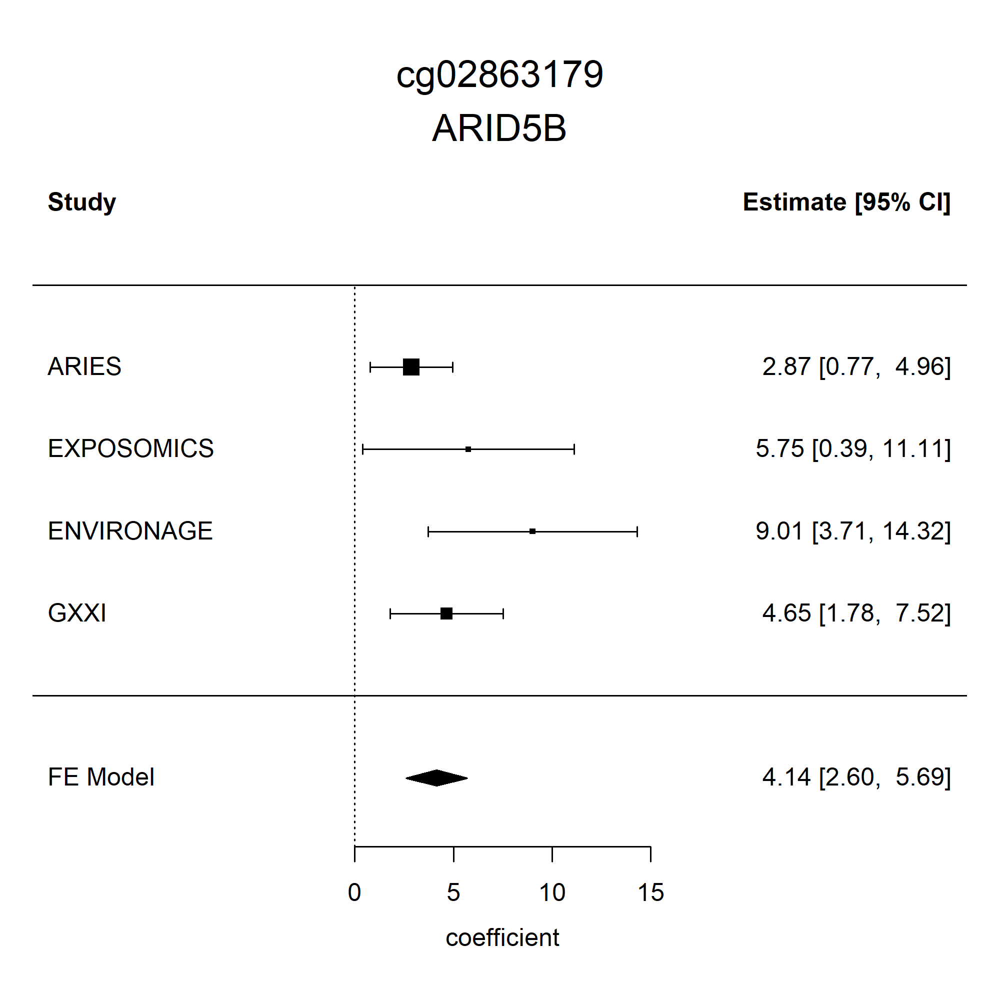 cg02863179
ARID5B
Study Estimate [95% CI]
ARIES 2.87 [0.77, 4.96]
EXPOSOMICS 5.75 [0.39, 11.11]
ENVIRONAGE 9.01 [3.71, 14.32]
GXXI 4.65 [1.78, 7.52]
FE Model 4.14 [2.60, 5.69]
0 5 10 15
coefficient